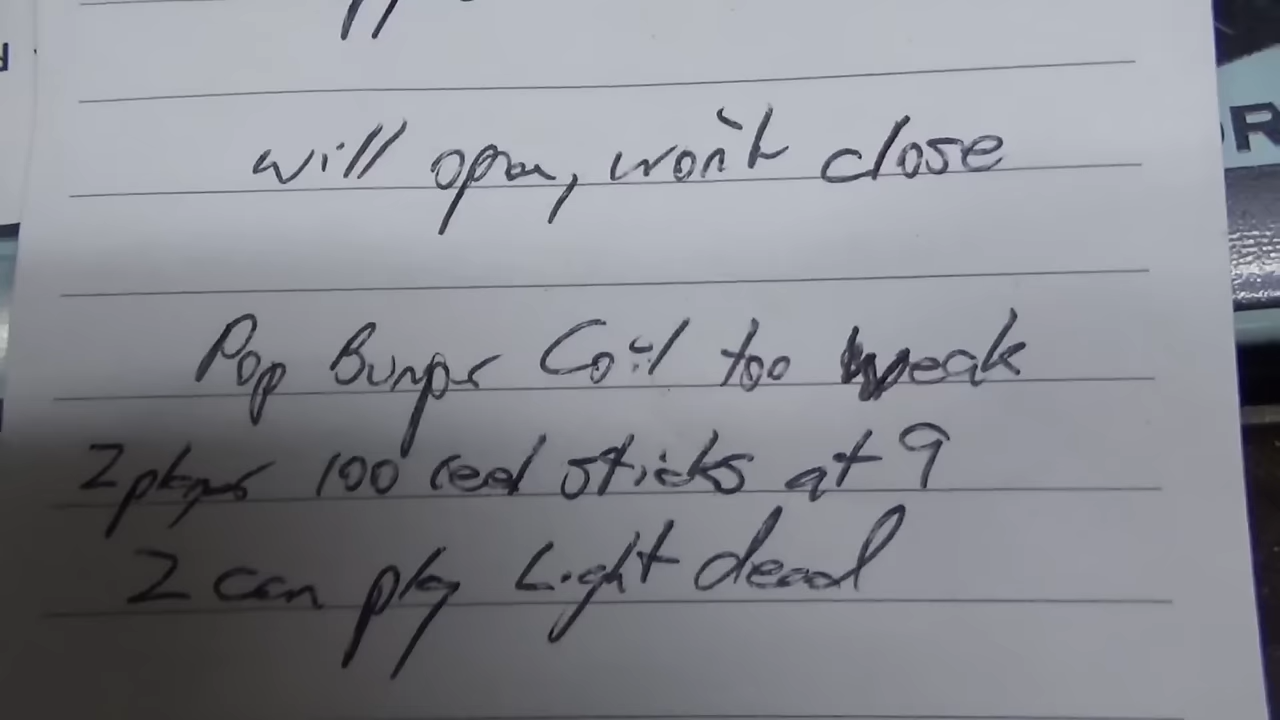 will open, won't close
Pop Bumper Coil too weak
2 player 100 reel sticks at 9
2 can play Light dead